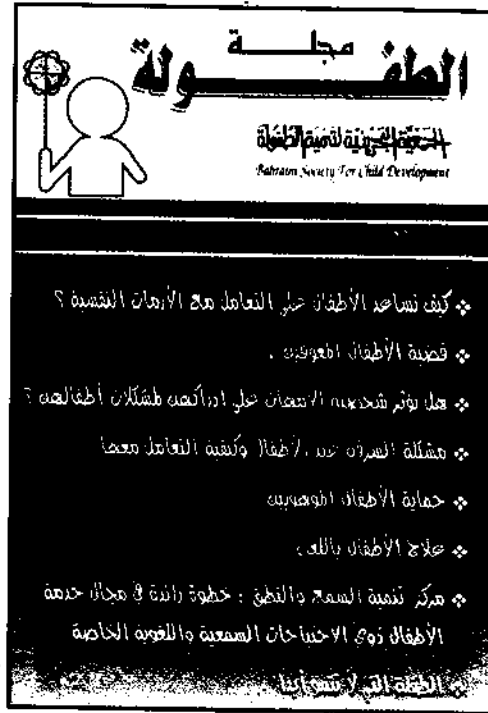 مجلة
الطفولة
الجمعية البحرينية لتنمية الطفولة
Bahrain Society For Child Development
❖ كيف نساعد الأطفال على التعامل مع الأزمات النفسية ؟
❖ قضية الأطفال المعوقين .
❖ هل تؤثر شخصية الأمهات على ادراكهن لمشكلات أطفالهن ؟
❖ مشكلة السرقة عند الأطفال وكيفية التعامل معها
❖ حماية الأطفال الموهوبين
❖ علاج الأطفال باللعب
❖ مركز تنمية السمع والنطق : خطوة رائدة في مجال خدمة
الأطفال ذوي الاحتياجات السمعية واللغوية الخاصة
❖ الطفلة التي لا